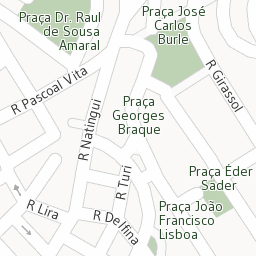 Praça Dr. Raul
de Sousa
Amaral
Praça José
Carlos
Burle
R Pascoal Vita
R Girassol
Praça
Georges
Braque
R Natingui
R Turi
Praça Éder
Sader
R Lira
R Delfina
Praça João
Francisco
Lisboa